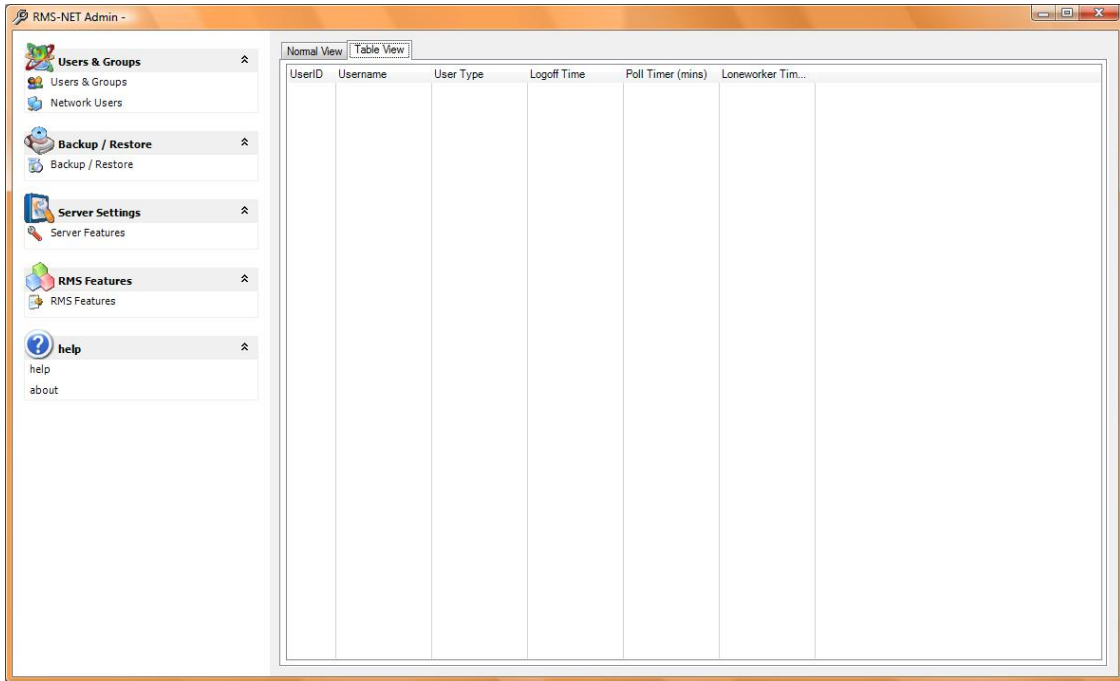 RMS-NET Admin -
Users & Groups
Users & Groups
Network Users
Backup / Restore
Backup / Restore
Server Settings
Server Features
RMS Features
RMS Features
help
help
about
Normal View Table View
UserID Username User Type Logoff Time Poll Timer (mins) Loneworker Tim...